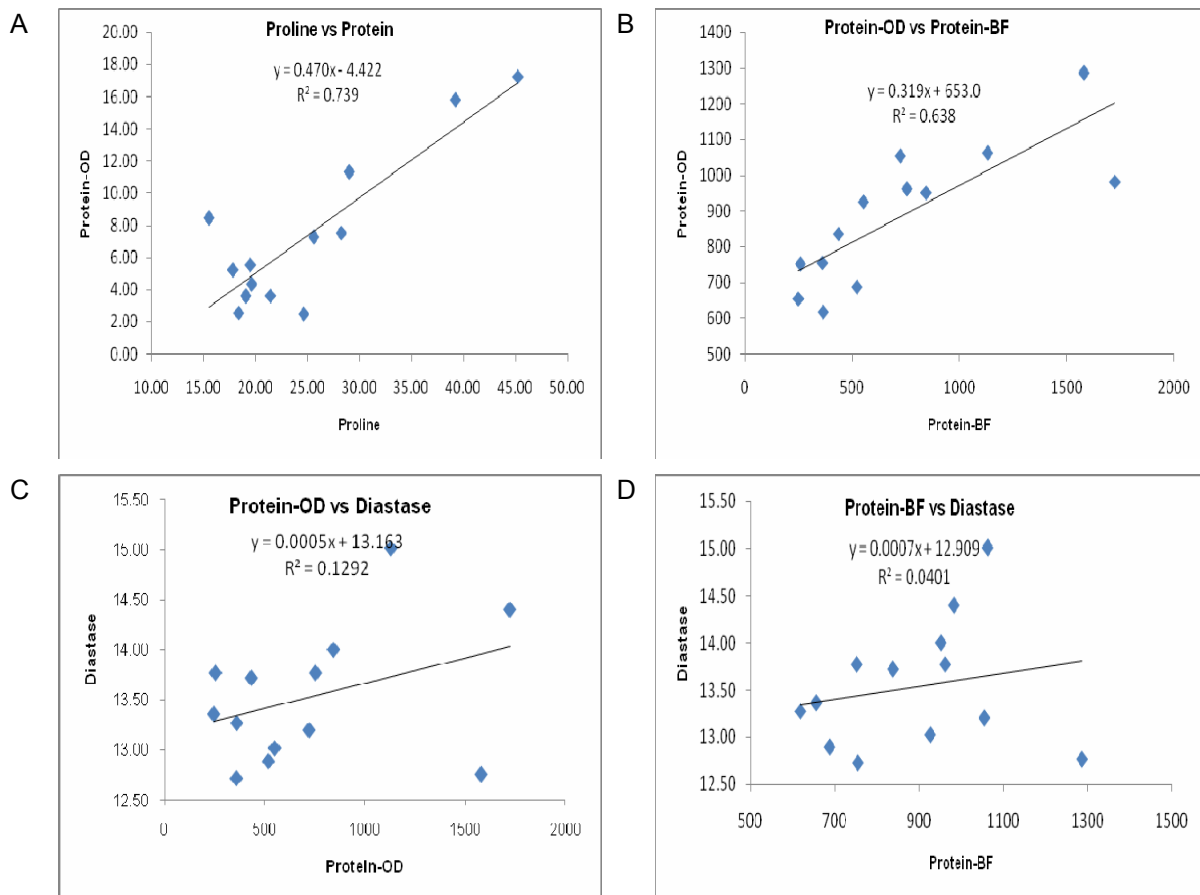 A
Proline vs Protein
y = 0.470x - 4.422
R² = 0.739
20.00
18.00
16.00
14.00
12.00
10.00
8.00
6.00
4.00
2.00
0.00
Protein-OD
10.00 15.00 20.00 25.00 30.00 35.00 40.00 45.00 50.00
Proline
B
Protein-OD vs Protein-BF
y = 0.319x + 653.0
R² = 0.638
1400
1300
1200
1100
1000
900
800
700
600
500
Protein-OD
0 500 1000 1500 2000
Protein-BF
C
Protein-OD vs Diastase
y = 0.0005x + 13.163
R² = 0.1292
15.50
15.00
14.50
14.00
13.50
13.00
12.50
Diastase
0 500 1000 1500 2000
Protein-OD
D
Protein-BF vs Diastase
y = 0.0007x + 12.909
R² = 0.0401
15.50
15.00
14.50
14.00
13.50
13.00
12.50
Diastase
500 700 900 1100 1300 1500
Protein-BF